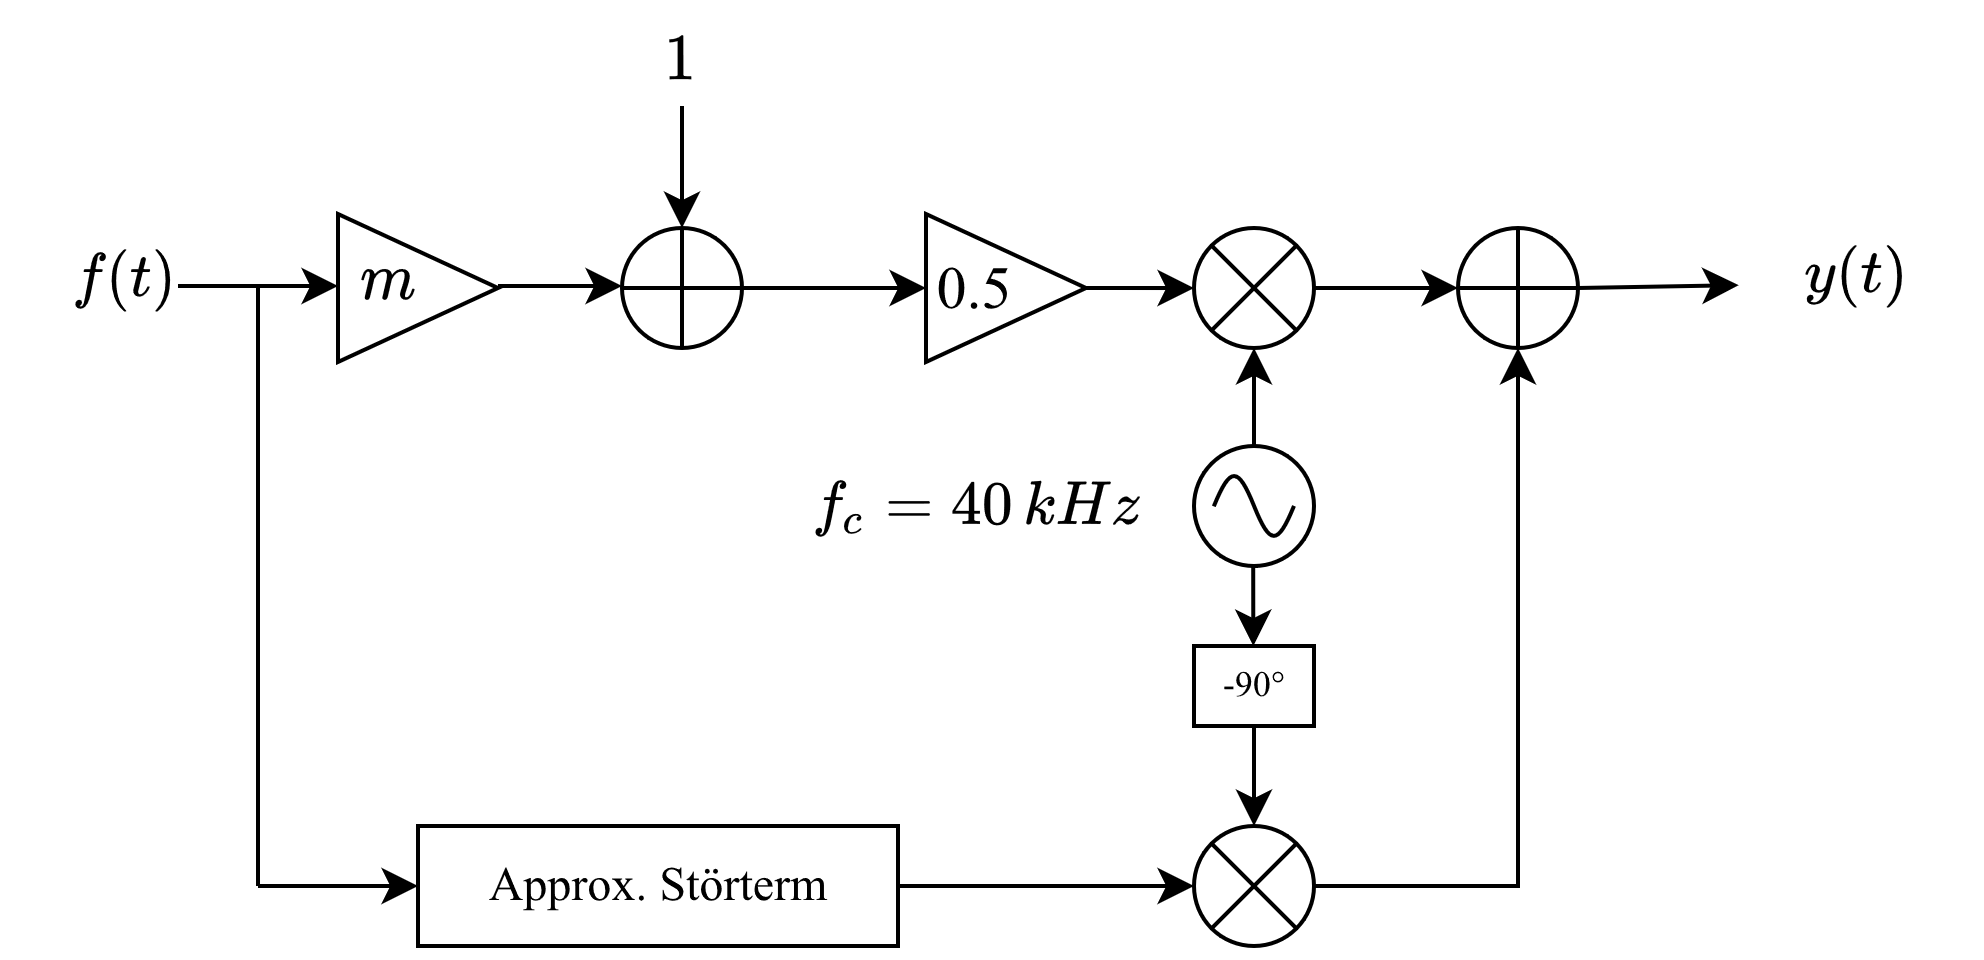 1
f(t)
m
0.5
y(t)
f_c = 40 kHz
-90°
Approx. Störterm